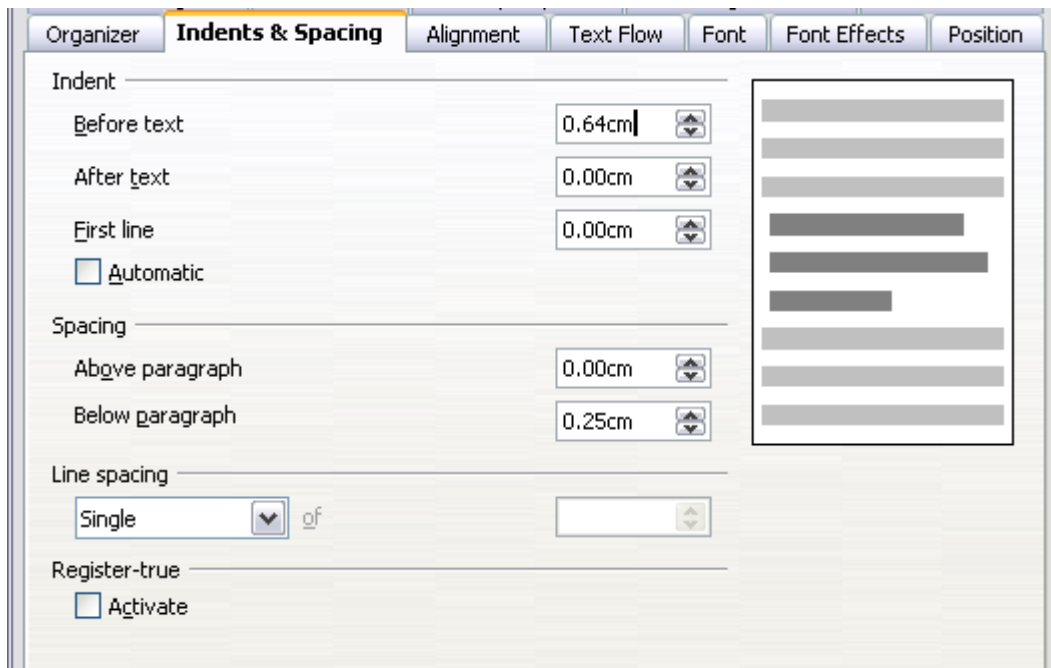 Organizer Indents & Spacing Alignment Text Flow Font Font Effects Position
Indent
Before text 0.64cm
After text 0.00cm
First line 0.00cm
Automatic
Spacing
Above paragraph 0.00cm
Below paragraph 0.25cm
Line spacing
Single of
Register-true
Activate